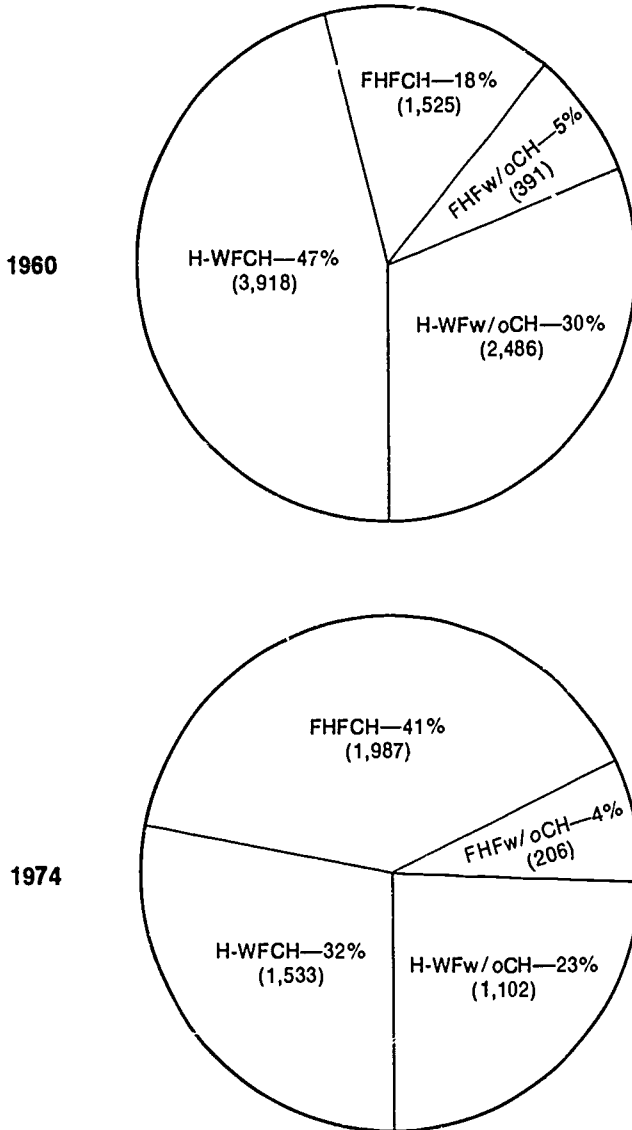 1960
FHFCH—18%
(1,525)
FHFw/oCH—5%
(391)
H-WFCH—47%
(3,918)
H-WFw/oCH—30%
(2,486)
1974
FHFCH—41%
(1,987)
FHFw/oCH—4%
(206)
H-WFCH—32%
(1,533)
H-WFw/oCH—23%
(1,102)